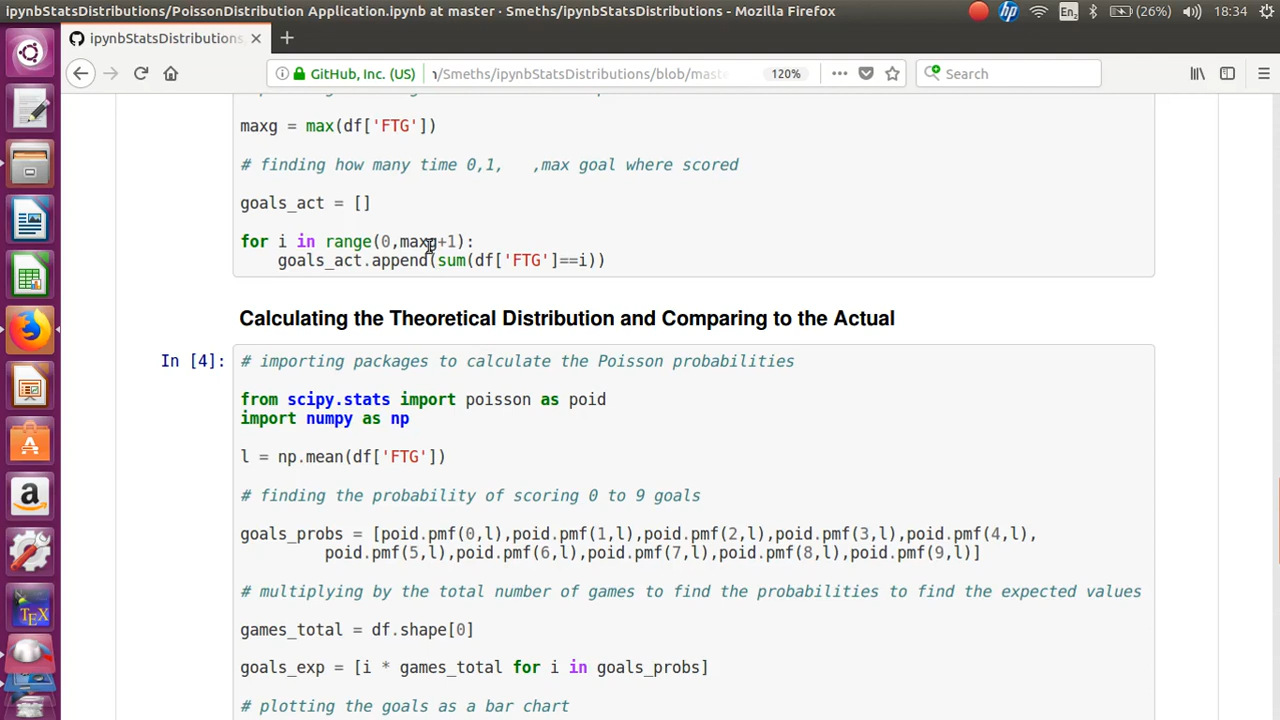 ipynbStatsDistributions/PoissonDistribution Application.ipynb at master · Smeths/ipynbStatsDistributions - Mozilla Firefox
En₂ (26%) 18:34
ipynbStatsDistributions
GitHub, Inc. (US) /Smeths/ipynbStatsDistributions/blob/mast 120% Search
maxg = max(df['FTG'])
# finding how many time 0,1, ,max goal where scored
goals_act = []
for i in range(0,maxg+1):
goals_act.append(sum(df['FTG']==i))
Calculating the Theoretical Distribution and Comparing to the Actual
In [4]:
# importing packages to calculate the Poisson probabilities
from scipy.stats import poisson as poid
import numpy as np
l = np.mean(df['FTG'])
# finding the probability of scoring 0 to 9 goals
goals_probs = [poid.pmf(0,l),poid.pmf(1,l),poid.pmf(2,l),poid.pmf(3,l),poid.pmf(4,l),
poid.pmf(5,l),poid.pmf(6,l),poid.pmf(7,l),poid.pmf(8,l),poid.pmf(9,l)]
# multiplying by the total number of games to find the probabilities to find the expected values
games_total = df.shape[0]
goals_exp = [i * games_total for i in goals_probs]
# plotting the goals as a bar chart